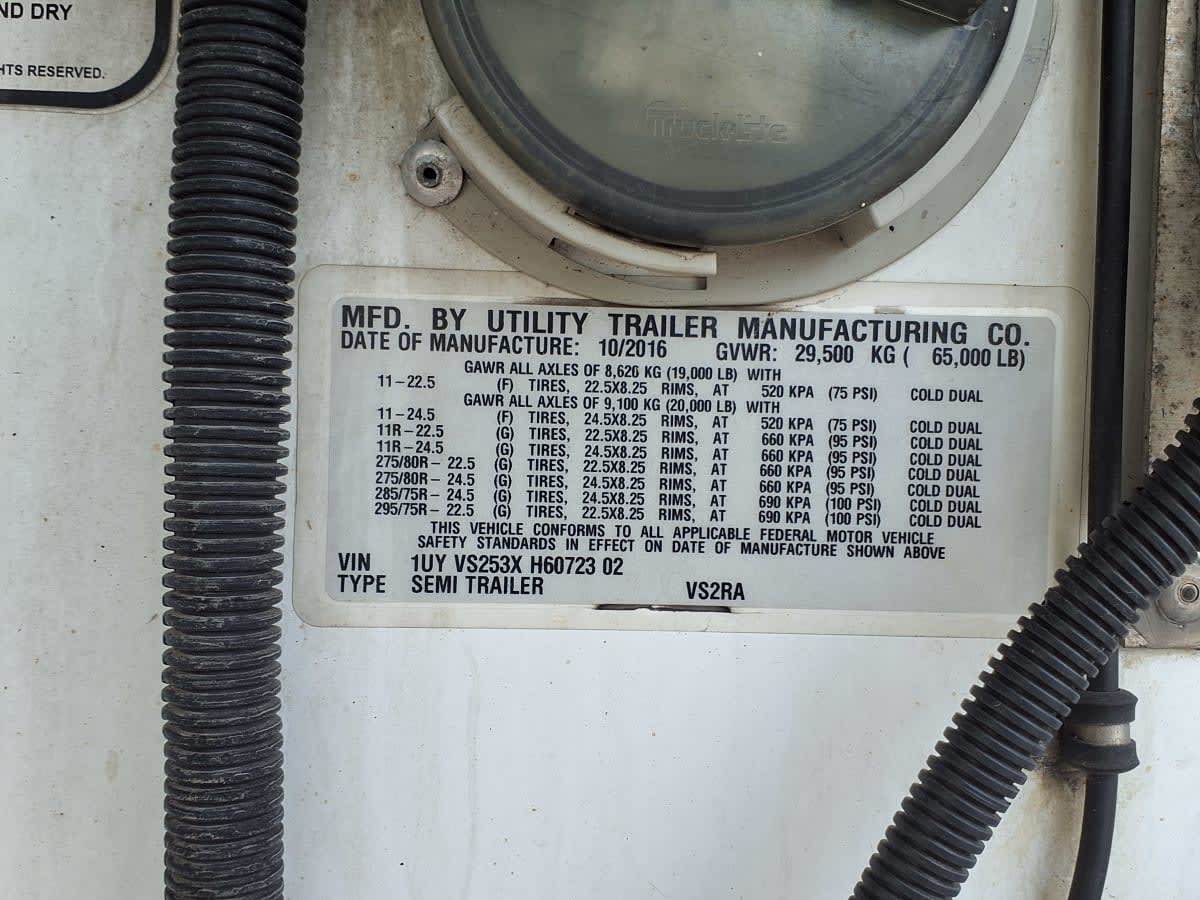 ND DRY
HTS RESERVED.
Truck-Lite
MFD. BY UTILITY TRAILER MANUFACTURING CO.
DATE OF MANUFACTURE: 10/2016 GVWR: 29,500 KG ( 65,000 LB)
GAWR ALL AXLES OF 8,626 KG (19,000 LB) WITH
11-22.5 (F) TIRES, 22.5X8.25 RIMS, AT 520 KPA (75 PSI) COLD DUAL
GAWR ALL AXLES OF 9,100 KG (20,000 LB) WITH
11-24.5 (F) TIRES, 24.5X8.25 RIMS, AT 520 KPA (75 PSI) COLD DUAL
11R-22.5 (G) TIRES, 22.5X8.25 RIMS, AT 660 KPA (95 PSI) COLD DUAL
11R-24.5 (G) TIRES, 24.5X8.25 RIMS, AT 660 KPA (95 PSI) COLD DUAL
275/80R-22.5 (G) TIRES, 22.5X8.25 RIMS, AT 660 KPA (95 PSI) COLD DUAL
275/80R-24.5 (G) TIRES, 24.5X8.25 RIMS, AT 660 KPA (95 PSI) COLD DUAL
285/75R-24.5 (G) TIRES, 24.5X8.25 RIMS, AT 690 KPA (100 PSI) COLD DUAL
295/75R-22.5 (G) TIRES, 22.5X8.25 RIMS, AT 690 KPA (100 PSI) COLD DUAL
THIS VEHICLE CONFORMS TO ALL APPLICABLE FEDERAL MOTOR VEHICLE
SAFETY STANDARDS IN EFFECT ON DATE OF MANUFACTURE SHOWN ABOVE
VIN 1UY VS253X H60723 02
TYPE SEMI TRAILER VS2RA